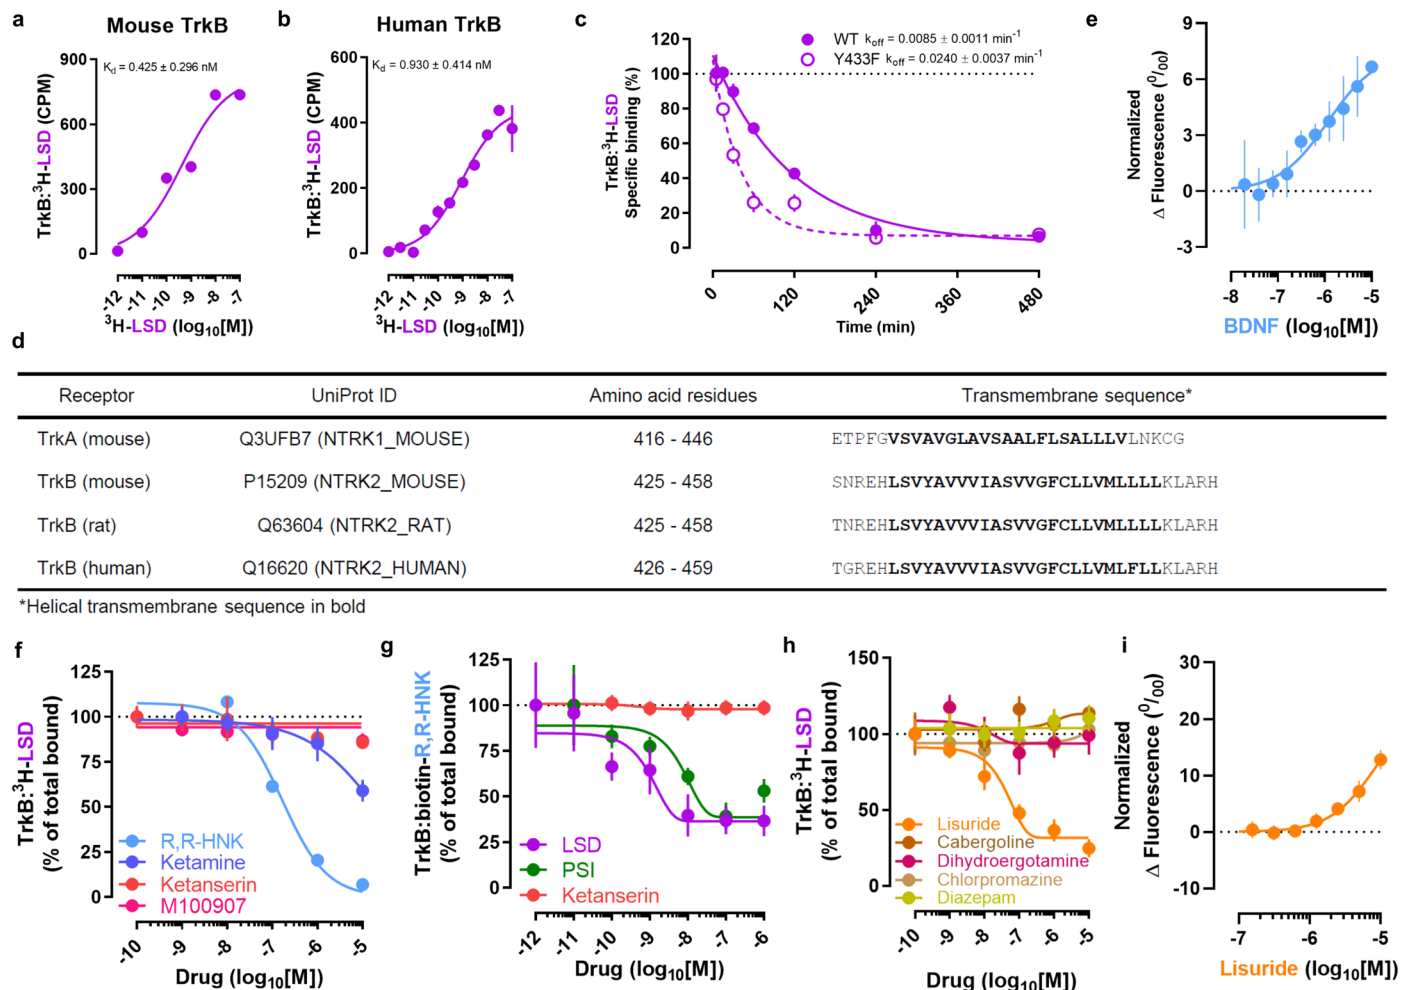 a
Mouse TrkB
K_d = 0.425 ± 0.296 nM
TrkB:³H-LSD (CPM)
900
600
300
0
-12
-11
-10
-9
-8
-7
³H-LSD (log₁₀[M])
b
Human TrkB
K_d = 0.930 ± 0.414 nM
TrkB:³H-LSD (CPM)
600
400
200
0
-12
-11
-10
-9
-8
-7
³H-LSD (log₁₀[M])
c
WT k_off = 0.0085 ± 0.0011 min⁻¹
Y433F k_off = 0.0240 ± 0.0037 min⁻¹
TrkB:³H-LSD
Specific binding (%)
120
100
80
60
40
20
0
0
120
240
360
480
Time (min)
e
Normalized
Δ Fluorescence (⁰/₀₀)
9
6
3
0
-3
-8
-7
-6
-5
BDNF (log₁₀[M])
d
Receptor UniProt ID Amino acid residues Transmembrane sequence*
TrkA (mouse) Q3UFB7 (NTRK1_MOUSE) 416 - 446 ETPFGVSVAVGLAVSAALFLSALLLVLNKCG
TrkB (mouse) P15209 (NTRK2_MOUSE) 425 - 458 SNREHLSVYAVVVIASVVGFCLLVMLLLLKLARH
TrkB (rat) Q63604 (NTRK2_RAT) 425 - 458 TNREHLSVYAVVVIASVVGFCLLVMLLLLKLARH
TrkB (human) Q16620 (NTRK2_HUMAN) 426 - 459 TGREHLSVYAVVVIASVVGFCLLVMLFLLKLARH
*Helical transmembrane sequence in bold
f
TrkB:³H-LSD
(% of total bound)
125
100
75
50
25
0
R,R-HNK
Ketamine
Ketanserin
M100907
-10
-9
-8
-7
-6
-5
Drug (log₁₀[M])
g
TrkB:biotin-R,R-HNK
(% of total bound)
125
100
75
50
25
0
LSD
PSI
Ketanserin
-12
-11
-10
-9
-8
-7
-6
Drug (log₁₀[M])
h
TrkB:³H-LSD
(% of total bound)
150
100
50
0
Lisuride
Cabergoline
Dihydroergotamine
Chlorpromazine
Diazepam
-10
-9
-8
-7
-6
-5
Drug (log₁₀[M])
i
Normalized
Δ Fluorescence (⁰/₀₀)
30
20
10
0
-10
-7
-6
-5
Lisuride (log₁₀[M])